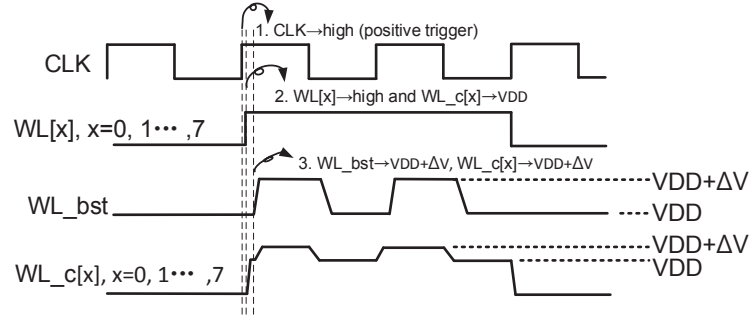 1. CLK→high (positive trigger)
CLK
2. WL[x]→high and WL_c[x]→VDD
WL[x], x=0, 1⋯ ,7
3. WL_bst→VDD+ΔV, WL_c[x]→VDD+ΔV
VDD+ΔV
WL_bst
VDD
VDD+ΔV
VDD
WL_c[x], x=0, 1⋯ ,7